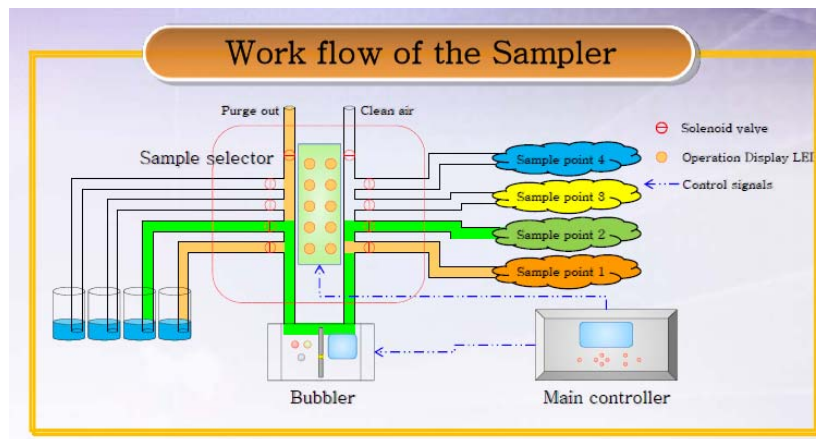 Work flow of the Sampler
Purge out
Clean air
Solenoid valve
Sample selector
Sample point 4
Operation Display LEI
Sample point 3
Control signals
Sample point 2
Sample point 1
Bubbler
Main controller